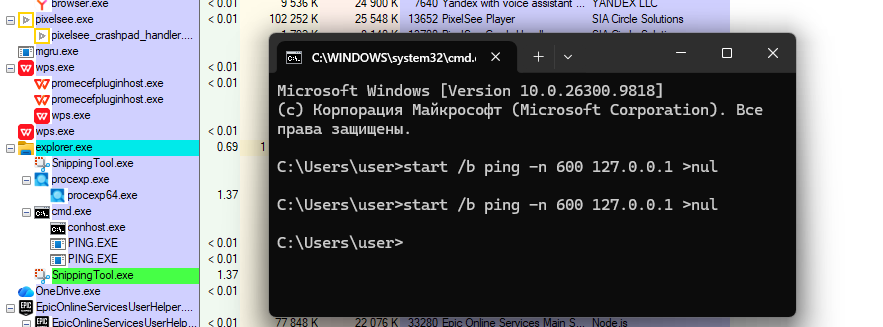 browser.exe < 0.01 9 536 K 24 900 K 7640 Yandex with voice assistant ... YANDEX LLC
pixelsee.exe < 0.01 102 252 K 25 548 K 13652 PixelSee Player SIA Circle Solutions
pixelsee_crashpad_handler....
mgru.exe
wps.exe < 0.01
promecefpluginhost.exe < 0.01
promecefpluginhost.exe
wps.exe
wps.exe < 0.01
explorer.exe 0.69 1
SnippingTool.exe
procexp.exe
procexp64.exe 1.37
cmd.exe
conhost.exe
PING.EXE < 0.01
PING.EXE < 0.01
SnippingTool.exe 1.37
OneDrive.exe < 0.01
EpicOnlineServicesUserHelper....
EpicOnlineServicesUserHelp... < 0.01 77 848 K 22 076 K 33280 Epic Online Services Main S... Node.js
C:\WINDOWS\system32\cmd.
Microsoft Windows [Version 10.0.26300.9818]
(c) Корпорация Майкрософт (Microsoft Corporation). Все
права защищены.
C:\Users\user>start /b ping -n 600 127.0.0.1 >nul
C:\Users\user>start /b ping -n 600 127.0.0.1 >nul
C:\Users\user>